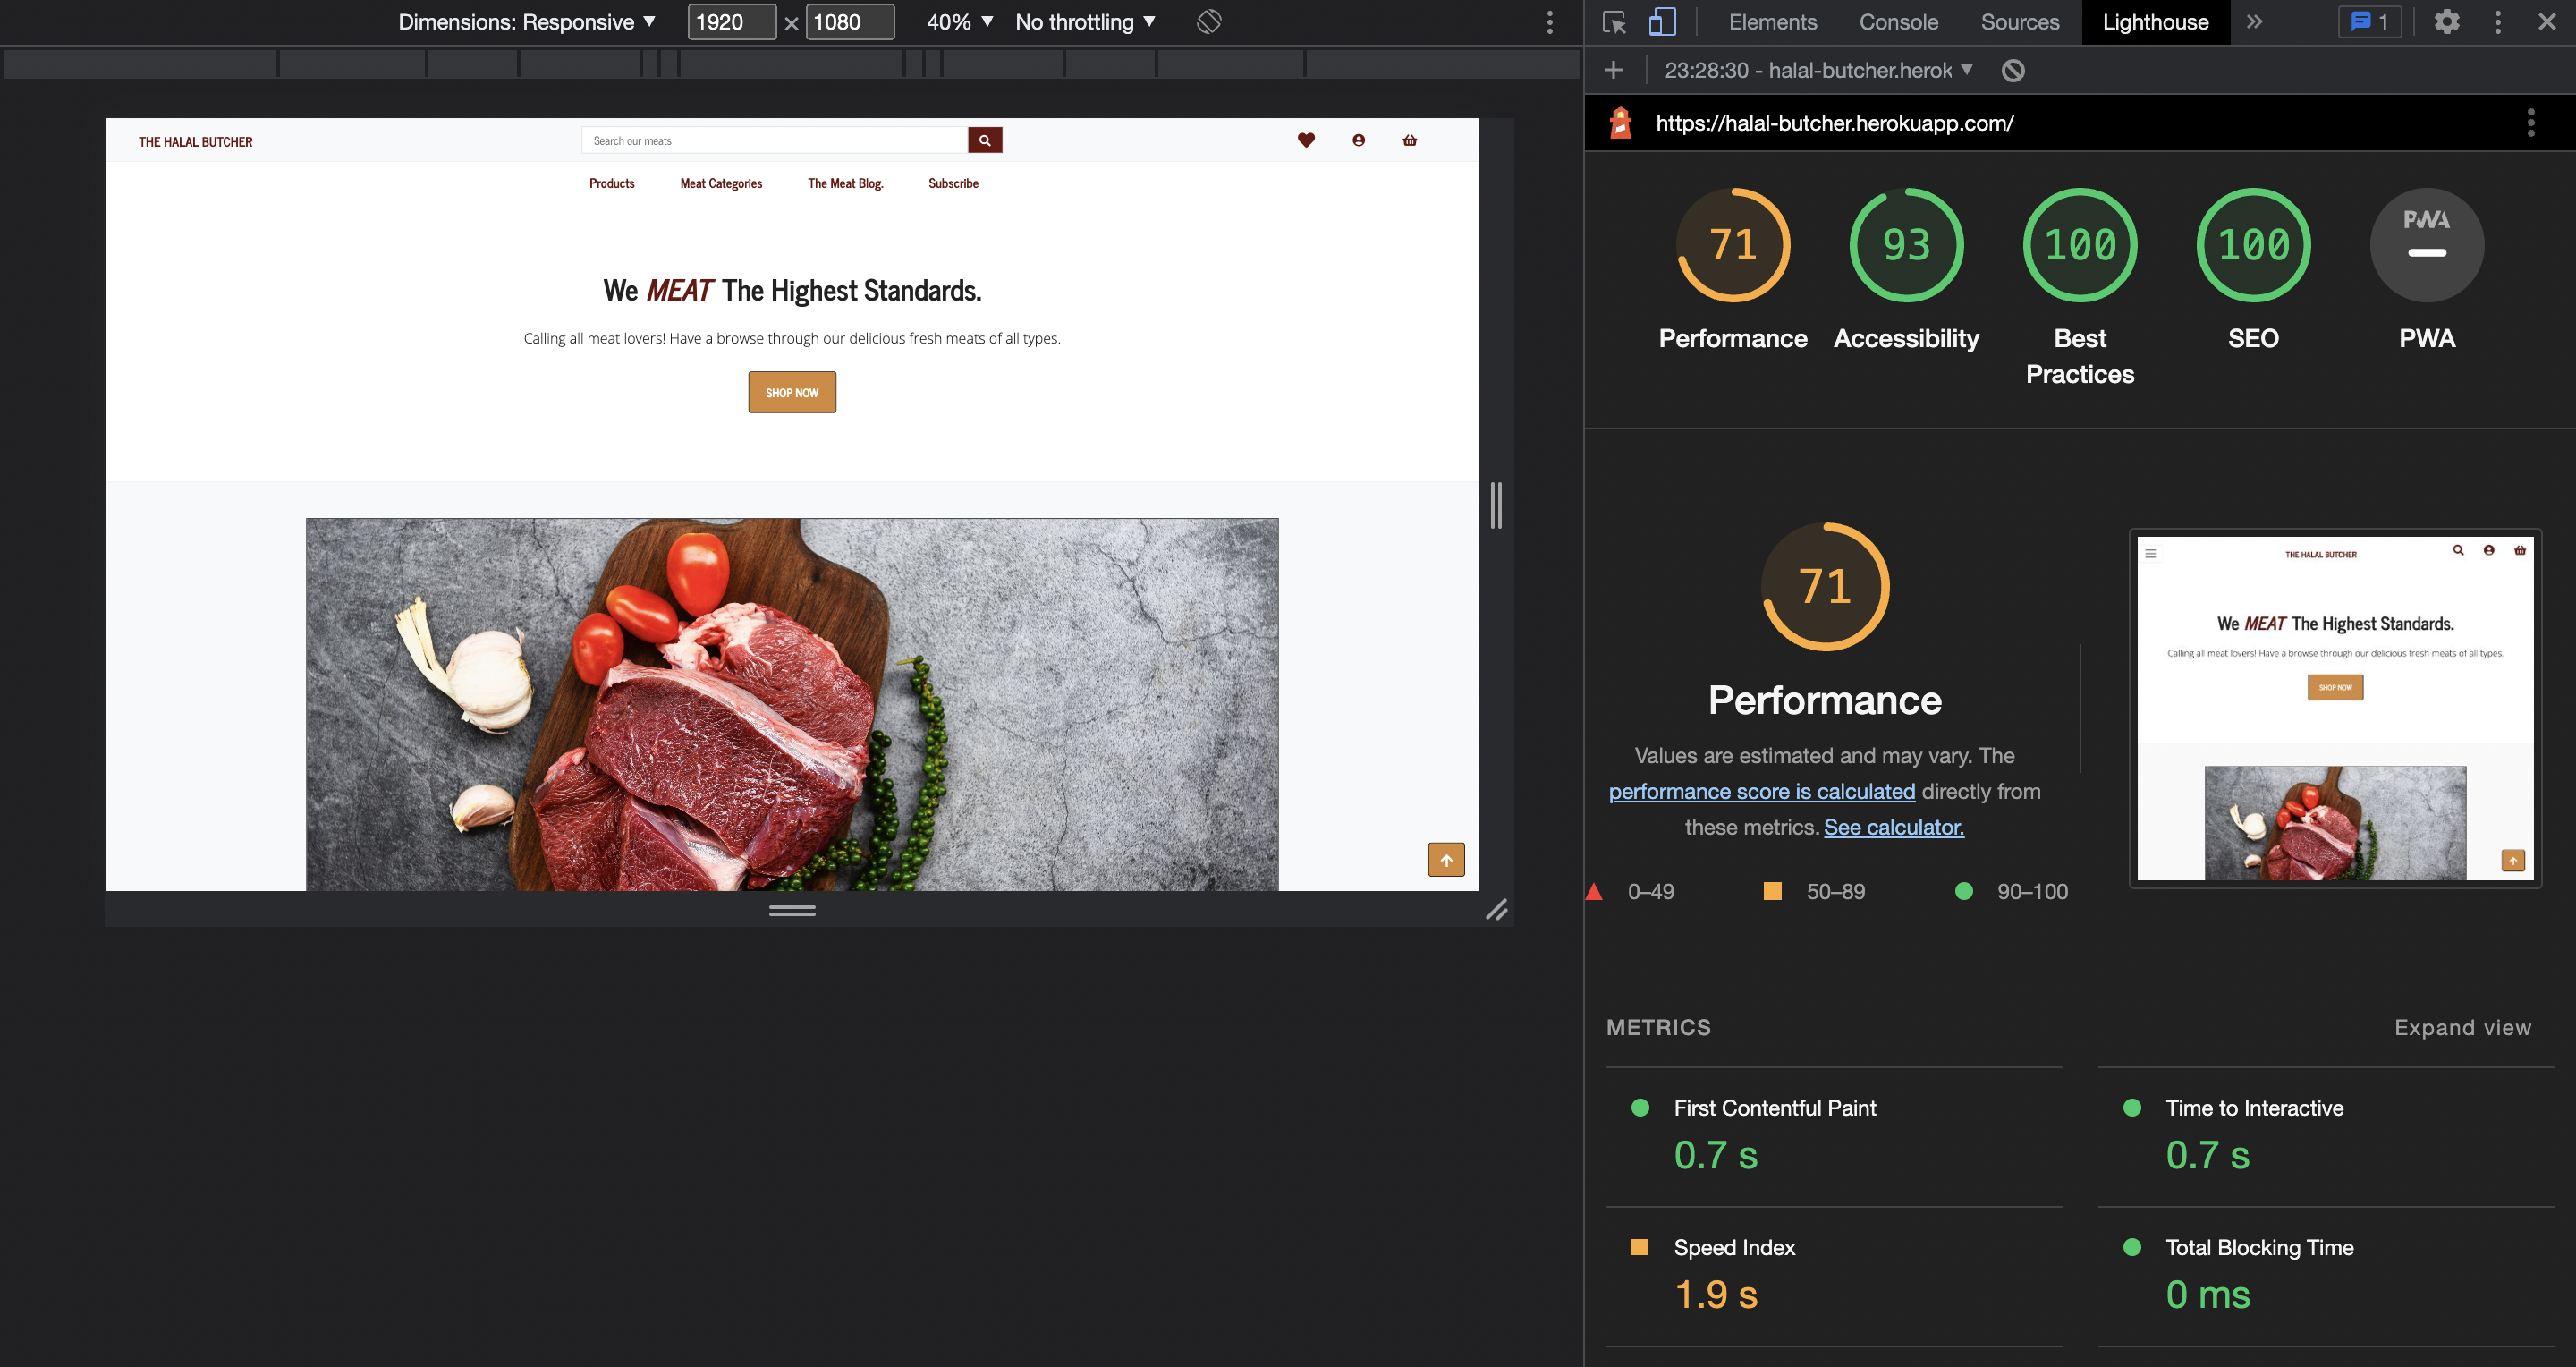 Dimensions: Responsive ▼ 1920 × 1080 40% ▼ No throttling ▼
THE HALAL BUTCHER
Search our meats
Products Meat Categories The Meat Blog. Subscribe
We MEAT The Highest Standards.
Calling all meat lovers! Have a browse through our delicious fresh meats of all types.
SHOP NOW
Elements Console Sources Lighthouse » 1
23:28:30 - halal-butcher.herok ▼
https://halal-butcher.herokuapp.com/
71 93 100 100 PWA
Performance Accessibility Best Practices SEO PWA
71
Performance
Values are estimated and may vary. The
performance score is calculated directly from
these metrics. See calculator.
0–49 50–89 90–100
THE HALAL BUTCHER
We MEAT The Highest Standards.
Calling all meat lovers! Have a browse through our delicious fresh meats of all types.
SHOP NOW
METRICS Expand view
First Contentful Paint
0.7 s
Time to Interactive
0.7 s
Speed Index
1.9 s
Total Blocking Time
0 ms